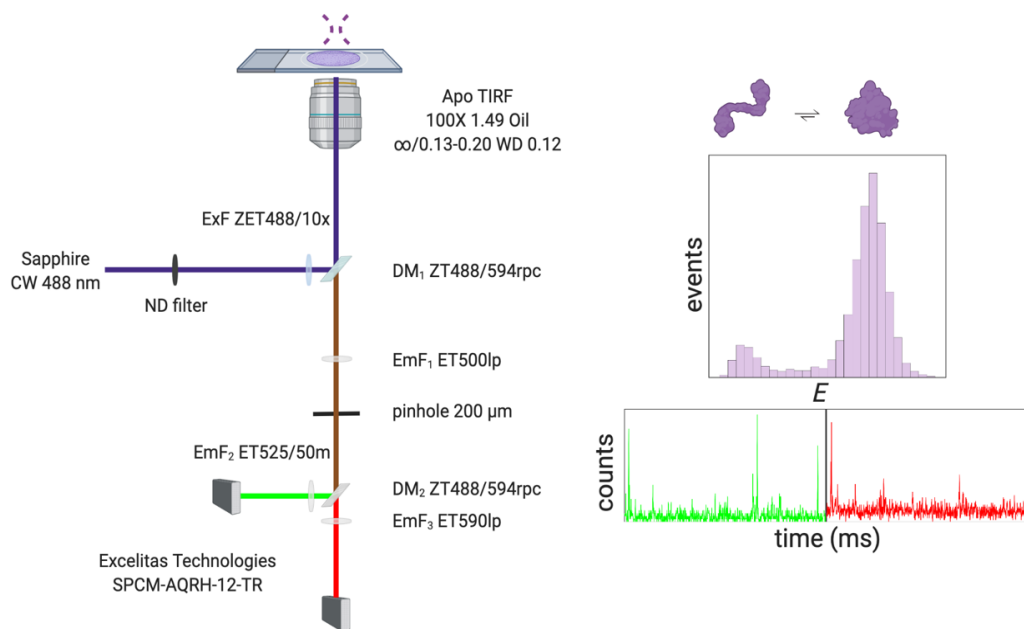 Apo TIRF
100X 1.49 Oil
∞/0.13-0.20 WD 0.12
ExF ZET488/10x
Sapphire
CW 488 nm
ND filter
DM₁ ZT488/594rpc
EmF₁ ET500lp
pinhole 200 µm
EmF₂ ET525/50m
DM₂ ZT488/594rpc
EmF₃ ET590lp
Excelitas Technologies
SPCM-AQRH-12-TR
events
E
counts
time (ms)